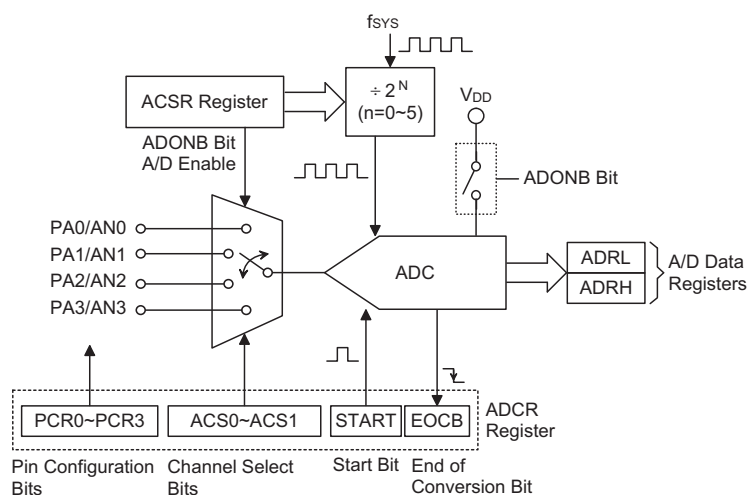 fSYS
÷ 2 N
(n=0~5)
ACSR Register
VDD
ADONB Bit
A/D Enable
ADONB Bit
PA0/AN0
PA1/AN1
PA2/AN2
PA3/AN3
ADC
ADRL
ADRH
A/D Data
Registers
PCR0~PCR3
ACS0~ACS1
START
EOCB
ADCR
Register
Pin Configuration
Bits
Channel Select
Bits
Start Bit
End of
Conversion Bit